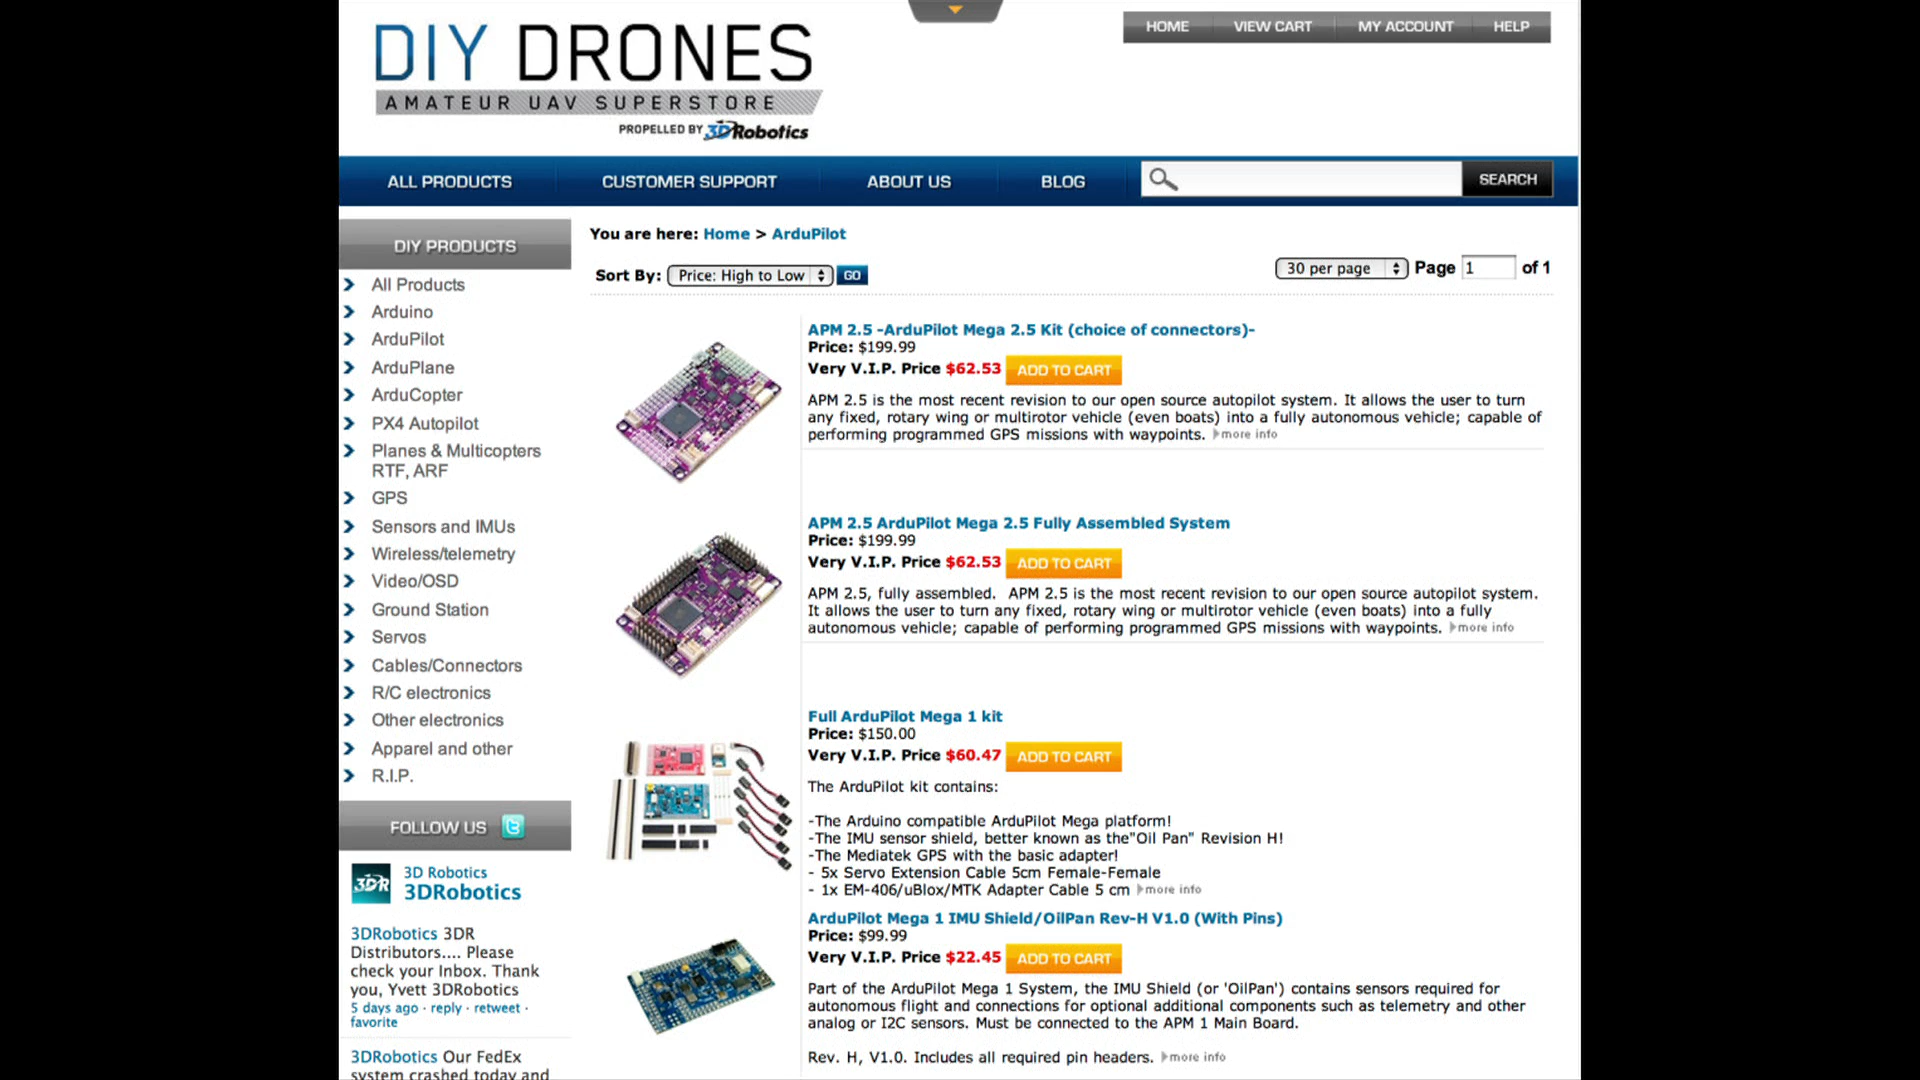 DIY DRONES
AMATEUR UAV SUPERSTORE
PROPELLED BY 3DRobotics
HOME VIEW CART MY ACCOUNT HELP
ALL PRODUCTS CUSTOMER SUPPORT ABOUT US BLOG SEARCH
DIY PRODUCTS
All Products
Arduino
ArduPilot
ArduPlane
ArduCopter
PX4 Autopilot
Planes & Multicopters
RTF, ARF
GPS
Sensors and IMUs
Wireless/telemetry
Video/OSD
Ground Station
Servos
Cables/Connectors
R/C electronics
Other electronics
Apparel and other
R.I.P.
FOLLOW US
3DR
3D Robotics
3DRobotics
3DRobotics 3DR
Distributors.... Please
check your Inbox. Thank
you, Yvett 3DRobotics
5 days ago · reply · retweet ·
favorite
3DRobotics Our FedEx
system crashed today and
You are here: Home > ArduPilot
Sort By: Price: High to Low GO
30 per page Page 1 of 1
APM 2.5 -ArduPilot Mega 2.5 Kit (choice of connectors)-
Price: $199.99
Very V.I.P. Price $62.53 ADD TO CART
APM 2.5 is the most recent revision to our open source autopilot system. It allows the user to turn
any fixed, rotary wing or multirotor vehicle (even boats) into a fully autonomous vehicle; capable of
performing programmed GPS missions with waypoints. more info
APM 2.5 ArduPilot Mega 2.5 Fully Assembled System
Price: $199.99
Very V.I.P. Price $62.53 ADD TO CART
APM 2.5, fully assembled. APM 2.5 is the most recent revision to our open source autopilot system.
It allows the user to turn any fixed, rotary wing or multirotor vehicle (even boats) into a fully
autonomous vehicle; capable of performing programmed GPS missions with waypoints. more info
Full ArduPilot Mega 1 kit
Price: $150.00
Very V.I.P. Price $60.47 ADD TO CART
The ArduPilot kit contains:
-The Arduino compatible ArduPilot Mega platform!
-The IMU sensor shield, better known as the"Oil Pan" Revision H!
-The Mediatek GPS with the basic adapter!
- 5x Servo Extension Cable 5cm Female-Female
- 1x EM-406/uBlox/MTK Adapter Cable 5 cm more info
ArduPilot Mega 1 IMU Shield/OilPan Rev-H V1.0 (With Pins)
Price: $99.99
Very V.I.P. Price $22.45 ADD TO CART
Part of the ArduPilot Mega 1 System, the IMU Shield (or 'OilPan') contains sensors required for
autonomous flight and connections for optional additional components such as telemetry and other
analog or I2C sensors. Must be connected to the APM 1 Main Board.
Rev. H, V1.0. Includes all required pin headers. more info